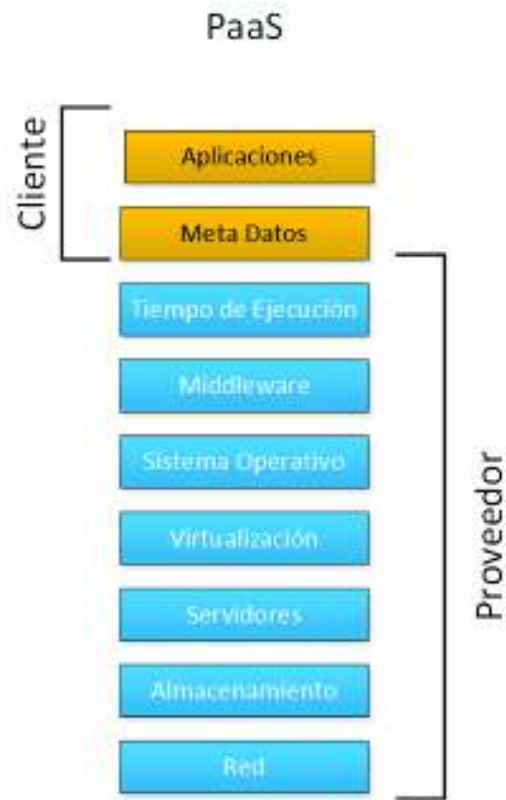 PaaS
Cliente
Aplicaciones
Meta Datos
Tiempo de Ejecución
Middleware
Sistema Operativo
Virtualización
Servidores
Almacenamiento
Red
Proveedor